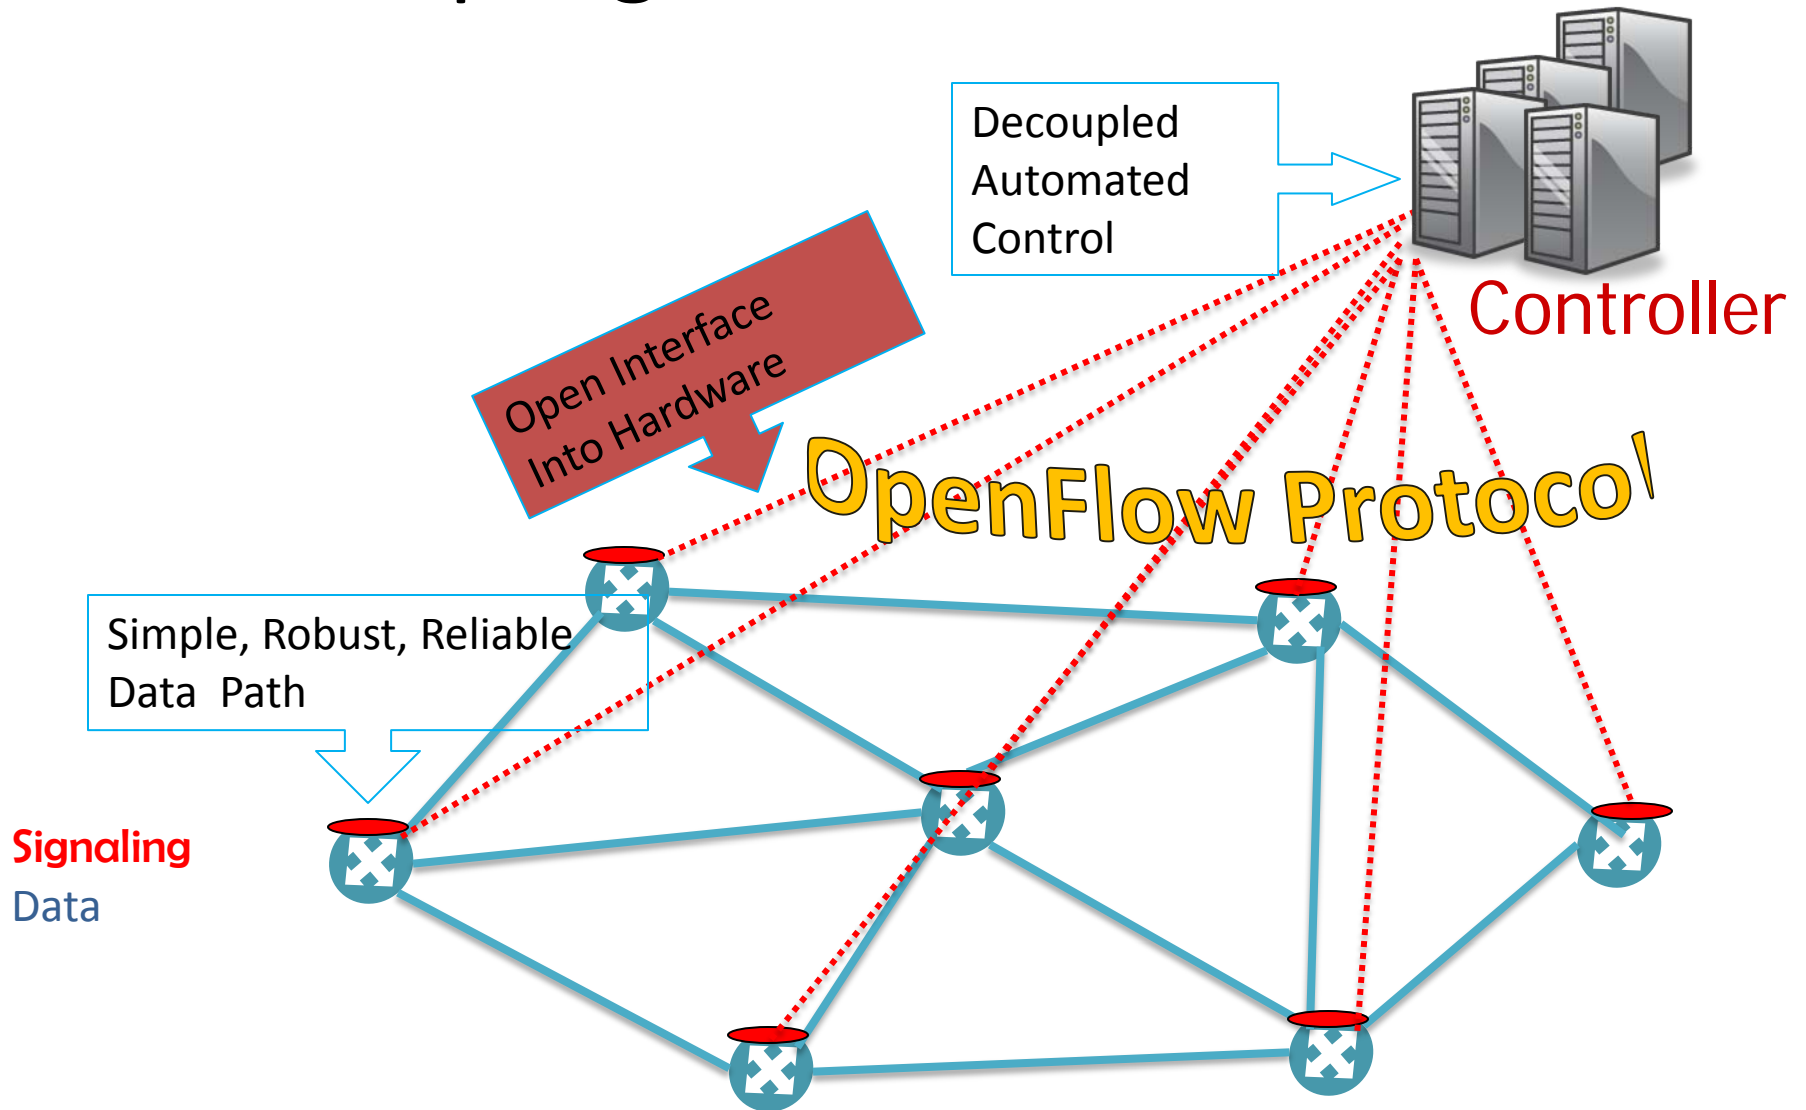 Decoupled
Automated
Control
Controller
Open Interface
Into Hardware
OpenFlow Protocol
Simple, Robust, Reliable
Data Path
Signaling
Data